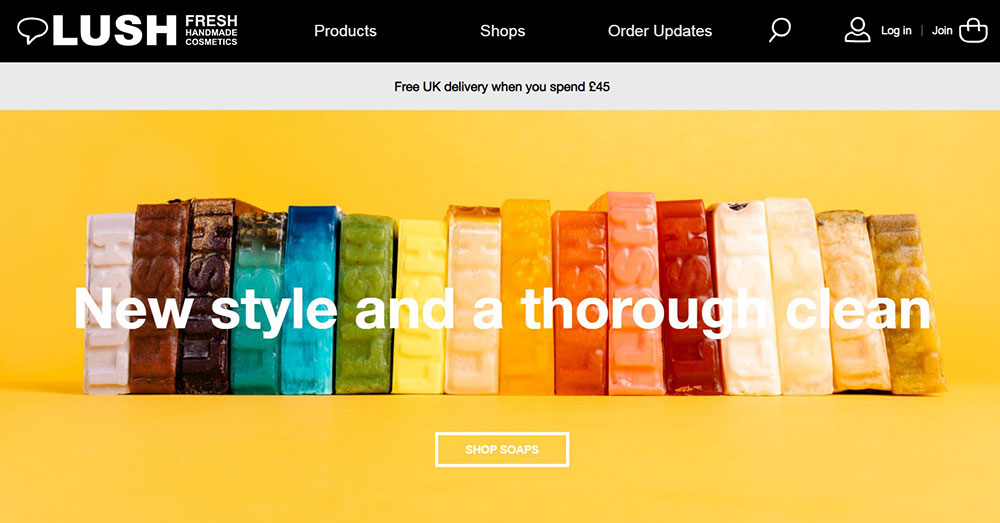 LUSH
FRESH
HANDMADE
COSMETICS
Products
Shops
Order Updates
Log in | Join
Free UK delivery when you spend £45
New style and a thorough clean
SHOP SOAPS